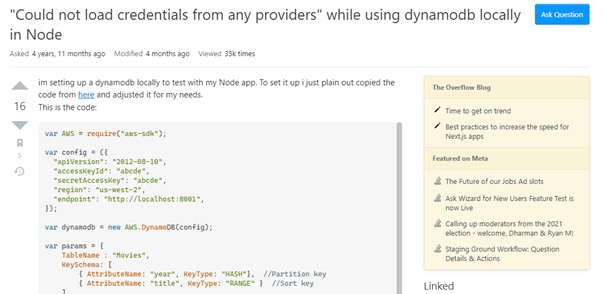 "Could not load credentials from any providers" while using dynamodb locally
in Node
Ask Question
Asked 4 years, 11 months ago Modified 4 months ago Viewed 35k times
16
5
im setting up a dynamodb locally to test with my Node app. To set it up i just plain out copied the
code from here and adjusted it for my needs.
This is the code:
var AWS = require("aws-sdk");
var config = ({
"apiVersion": "2012-08-10",
"accessKeyId": "abcde",
"secretAccessKey": "abcde",
"region": "us-west-2",
"endpoint": "http://localhost:8001",
});
var dynamodb = new AWS.DynamoDB(config);
var params = {
TableName : "Movies",
KeySchema: [
{ AttributeName: "year", KeyType: "HASH"}, //Partition key
{ AttributeName: "title", KeyType: "RANGE" } //Sort key
The Overflow Blog
Time to get on trend
Best practices to increase the speed for
Next.js apps
Featured on Meta
The Future of our Jobs Ad slots
Ask Wizard for New Users Feature Test is
now Live
Calling up moderators from the 2021
election - welcome, Dharman & Ryan M!
Staging Ground Workflow: Question
Details & Actions
Linked